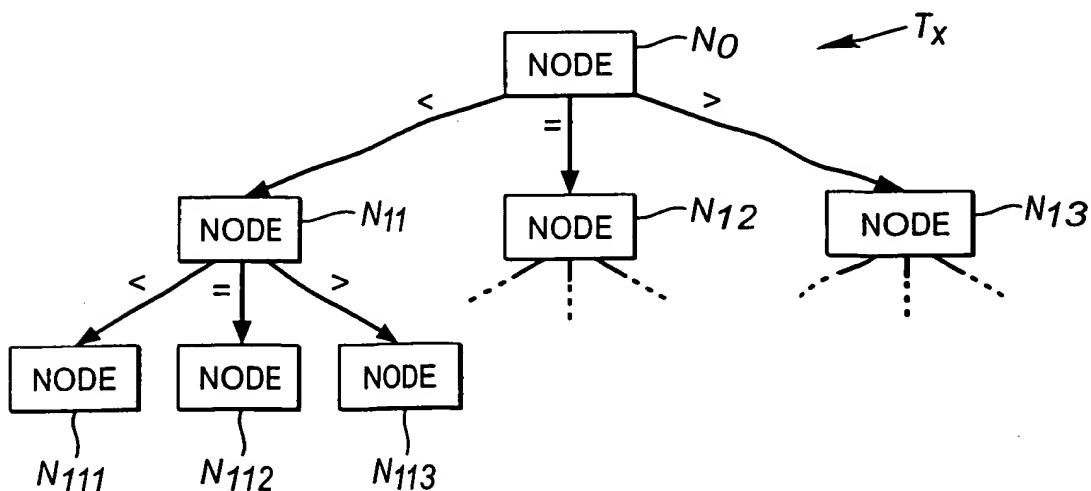 NODE N0 Tx
< = >
NODE N11 NODE N12 NODE N13
< = >
NODE NODE NODE
N111 N112 N113